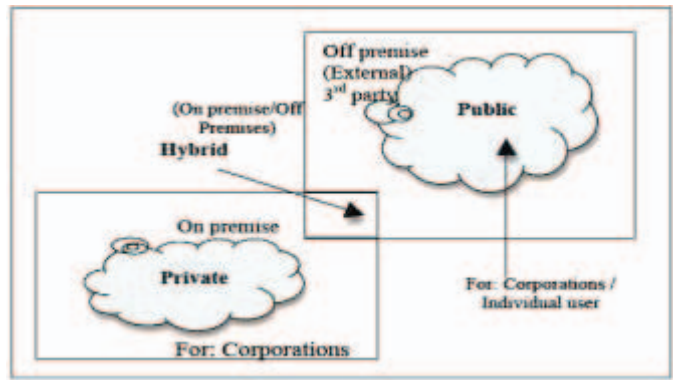 Off premise
(External)
3rd party
Public
(On premise/Off
Premises)
Hybrid
On premise
Private
For: Corporations
For: Corporations /
Individual user